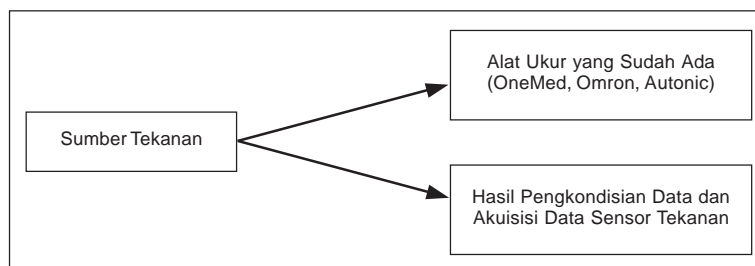 Alat Ukur yang Sudah Ada
(OneMed, Omron, Autonic)
Sumber Tekanan
Hasil Pengkondisian Data dan
Akuisisi Data Sensor Tekanan